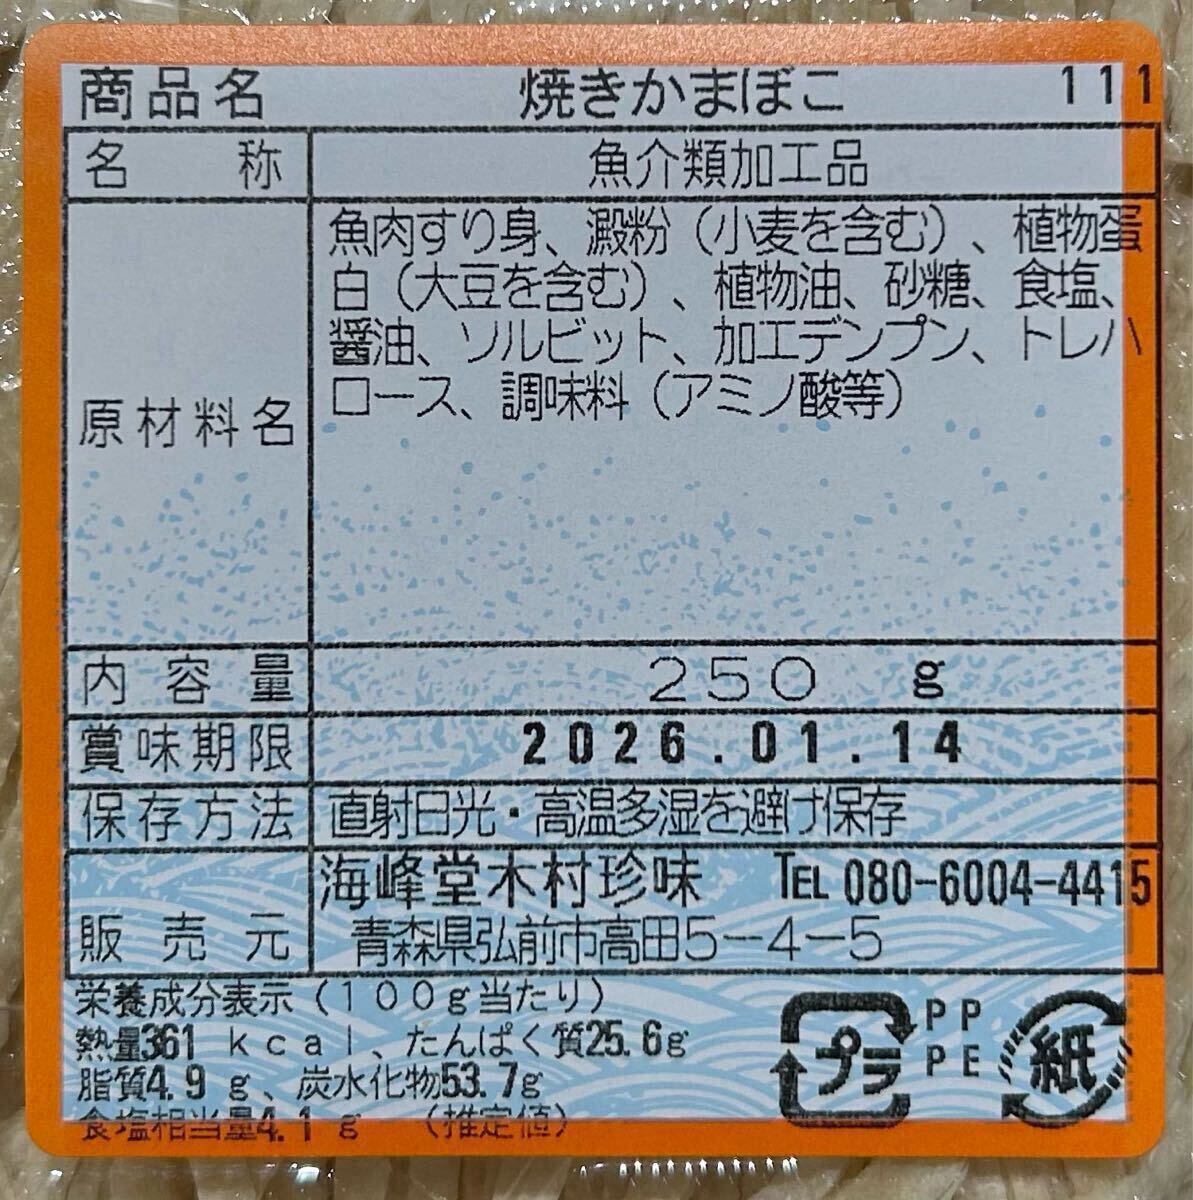 商品名 焼きかまぼこ 111
名称 魚介類加工品
原材料名 魚肉すり身、澱粉(小麦を含む)、植物蛋
白(大豆を含む)、植物油、砂糖、食塩、
醤油、ソルビット、加工デンプン、トレハ
ロース、調味料(アミノ酸等)
内容量 250 g
賞味期限 2026.01.14
保存方法 直射日光・高温多湿を避け保存
販売元 海峰堂木村珍味 TEL 080-6004-4415
青森県弘前市高田5-4-5
栄養成分表示(100g当たり)
熱量361 kcal、たんぱく質25.6g
脂質4.9 g、炭水化物53.7g
食塩相当量4.1 g (推定値)
プラ PP
PE
紙